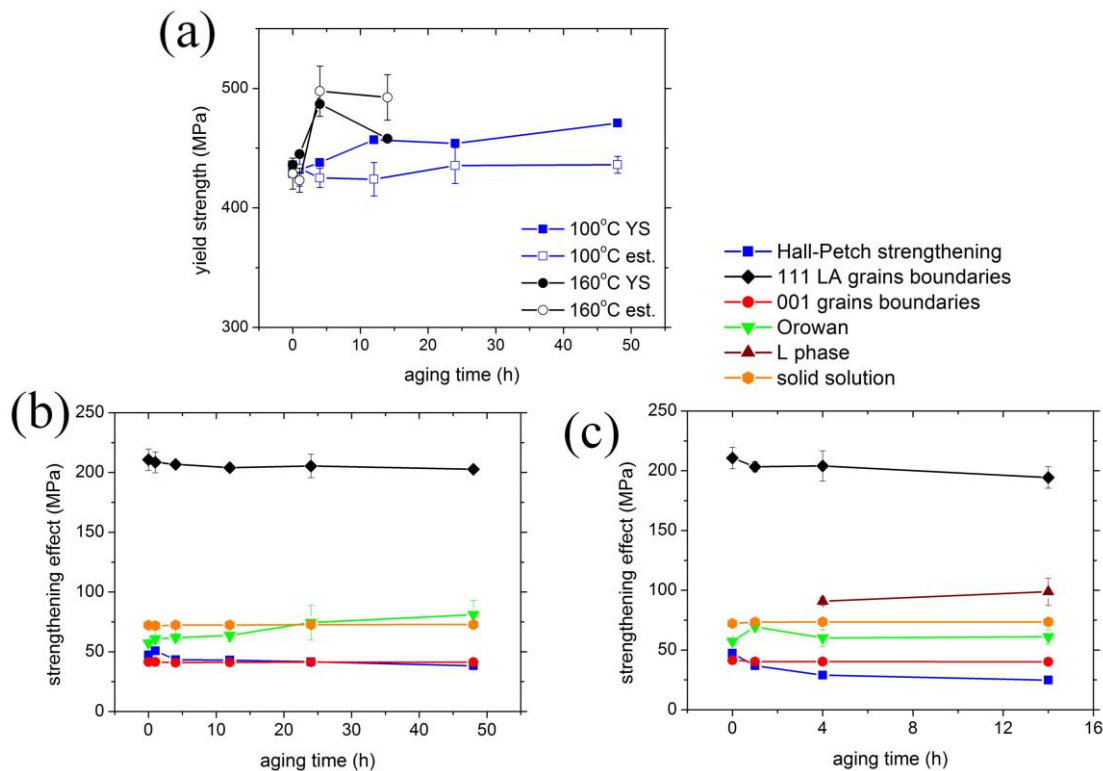 (a)
yield strength (MPa)
500
400
300
0 10 20 30 40 50
aging time (h)
100°C YS
100°C est.
160°C YS
160°C est.
Hall-Petch strengthening
111 LA grains boundaries
001 grains boundaries
Orowan
L phase
solid solution
(b)
strengthening effect (MPa)
250
200
150
100
50
0
0 10 20 30 40 50
aging time (h)
(c)
strengthening effect (MPa)
250
200
150
100
50
0
0 4 8 12 16
aging time (h)